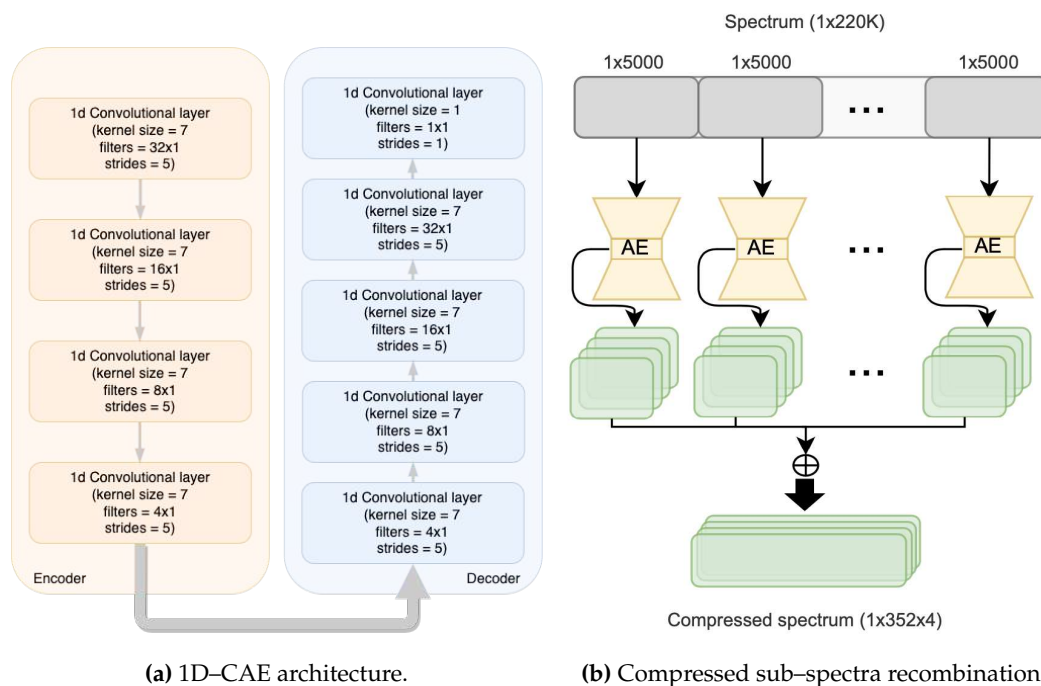 1d Convolutional layer
(kernel size = 7
filters = 32x1
strides = 5)
1d Convolutional layer
(kernel size = 7
filters = 16x1
strides = 5)
1d Convolutional layer
(kernel size = 7
filters = 8x1
strides = 5)
1d Convolutional layer
(kernel size = 7
filters = 4x1
strides = 5)
Encoder
1d Convolutional layer
(kernel size = 1
filters = 1x1
strides = 1)
1d Convolutional layer
(kernel size = 7
filters = 32x1
strides = 5)
1d Convolutional layer
(kernel size = 7
filters = 16x1
strides = 5)
1d Convolutional layer
(kernel size = 7
filters = 8x1
strides = 5)
1d Convolutional layer
(kernel size = 7
filters = 4x1
strides = 5)
Decoder
(a) 1D–CAE architecture.
Spectrum (1x220K)
1x5000 1x5000 1x5000
...
AE AE ... AE
...
Compressed spectrum (1x352x4)
(b) Compressed sub–spectra recombination